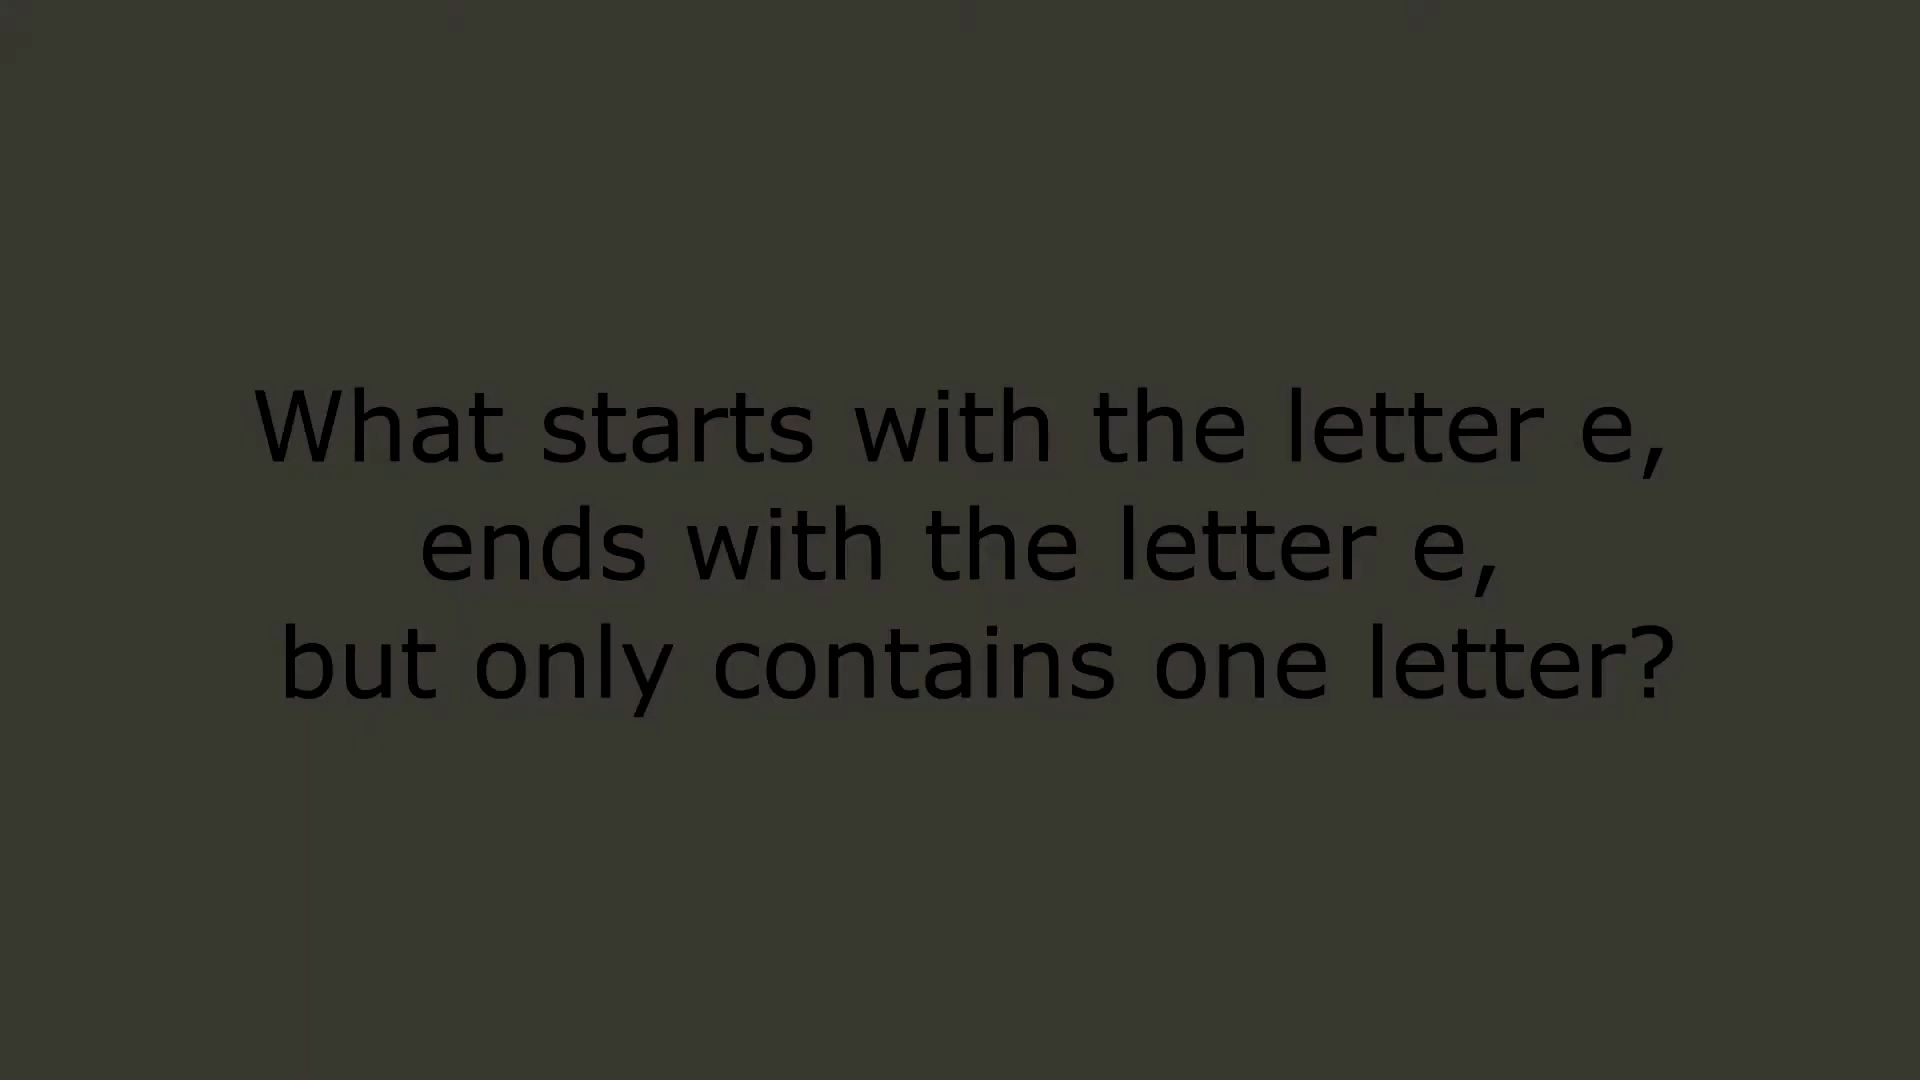 What starts with the letter e,
ends with the letter e,
but only contains one letter?